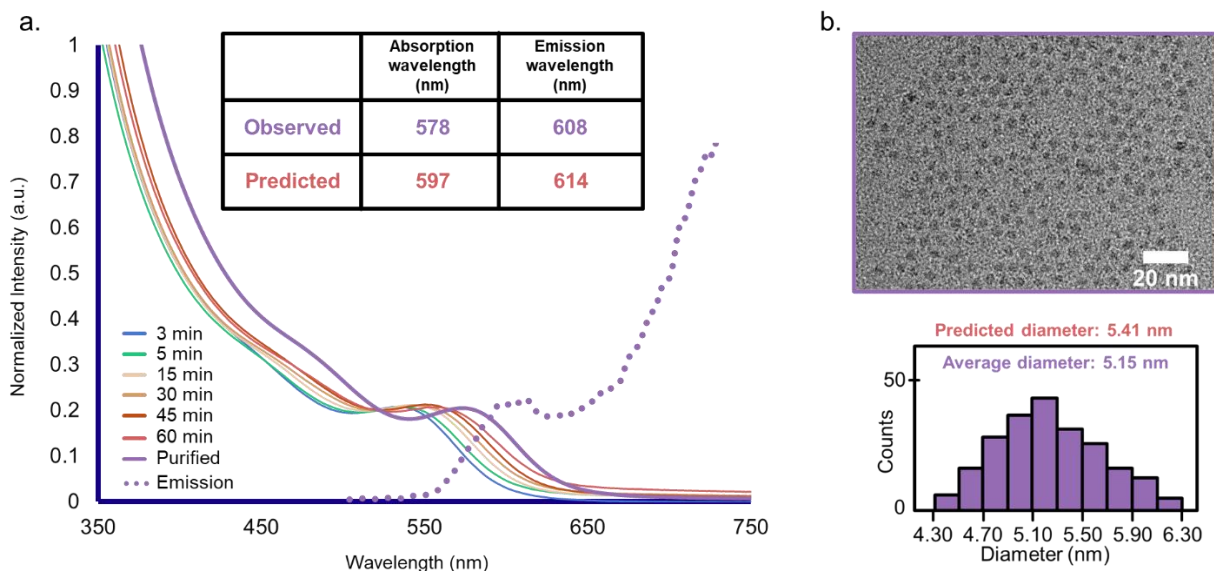 a.
Normalized Intensity (a.u.)
1
0.9
0.8
0.7
0.6
0.5
0.4
0.3
0.2
0.1
0
350
450
550
650
750
Wavelength (nm)
Absorption
wavelength
(nm)
Emission
wavelength
(nm)
Observed 578 608
Predicted 597 614
3 min
5 min
15 min
30 min
45 min
60 min
Purified
Emission
b.
20 nm
Predicted diameter: 5.41 nm
Average diameter: 5.15 nm
Counts
50
0
4.30 4.70 5.10 5.50 5.90 6.30
Diameter (nm)